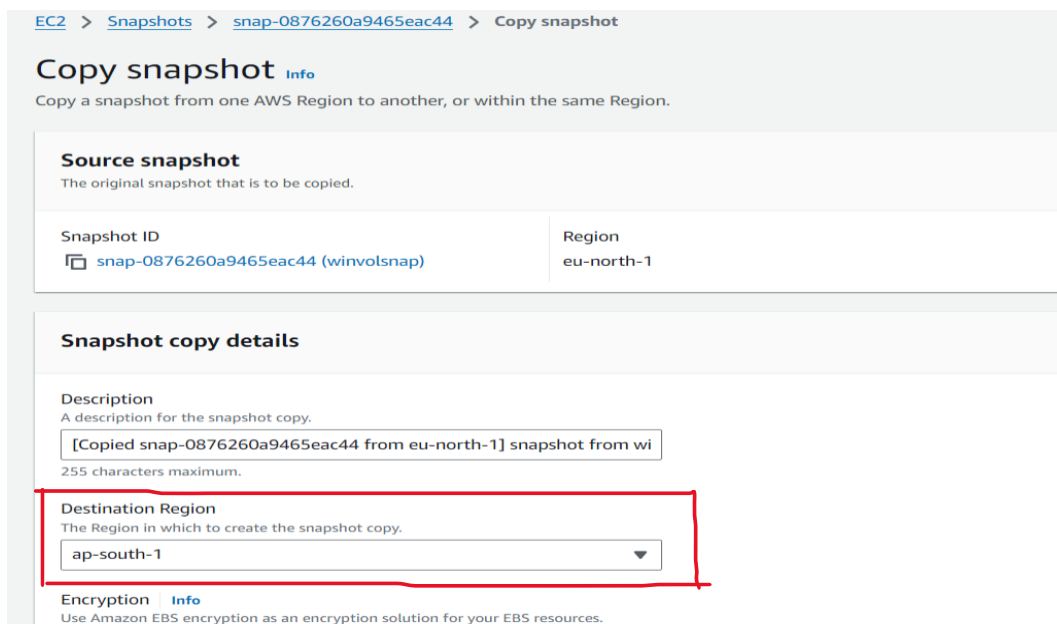 EC2 > Snapshots > snap-0876260a9465eac44 > Copy snapshot
Copy snapshot Info
Copy a snapshot from one AWS Region to another, or within the same Region.
Source snapshot
The original snapshot that is to be copied.
Snapshot ID
Region
snap-0876260a9465eac44 (winvolsnap)
eu-north-1
Snapshot copy details
Description
A description for the snapshot copy.
[Copied snap-0876260a9465eac44 from eu-north-1] snapshot from wi
255 characters maximum.
Destination Region
The Region in which to create the snapshot copy.
ap-south-1
Encryption Info
Use Amazon EBS encryption as an encryption solution for your EBS resources.